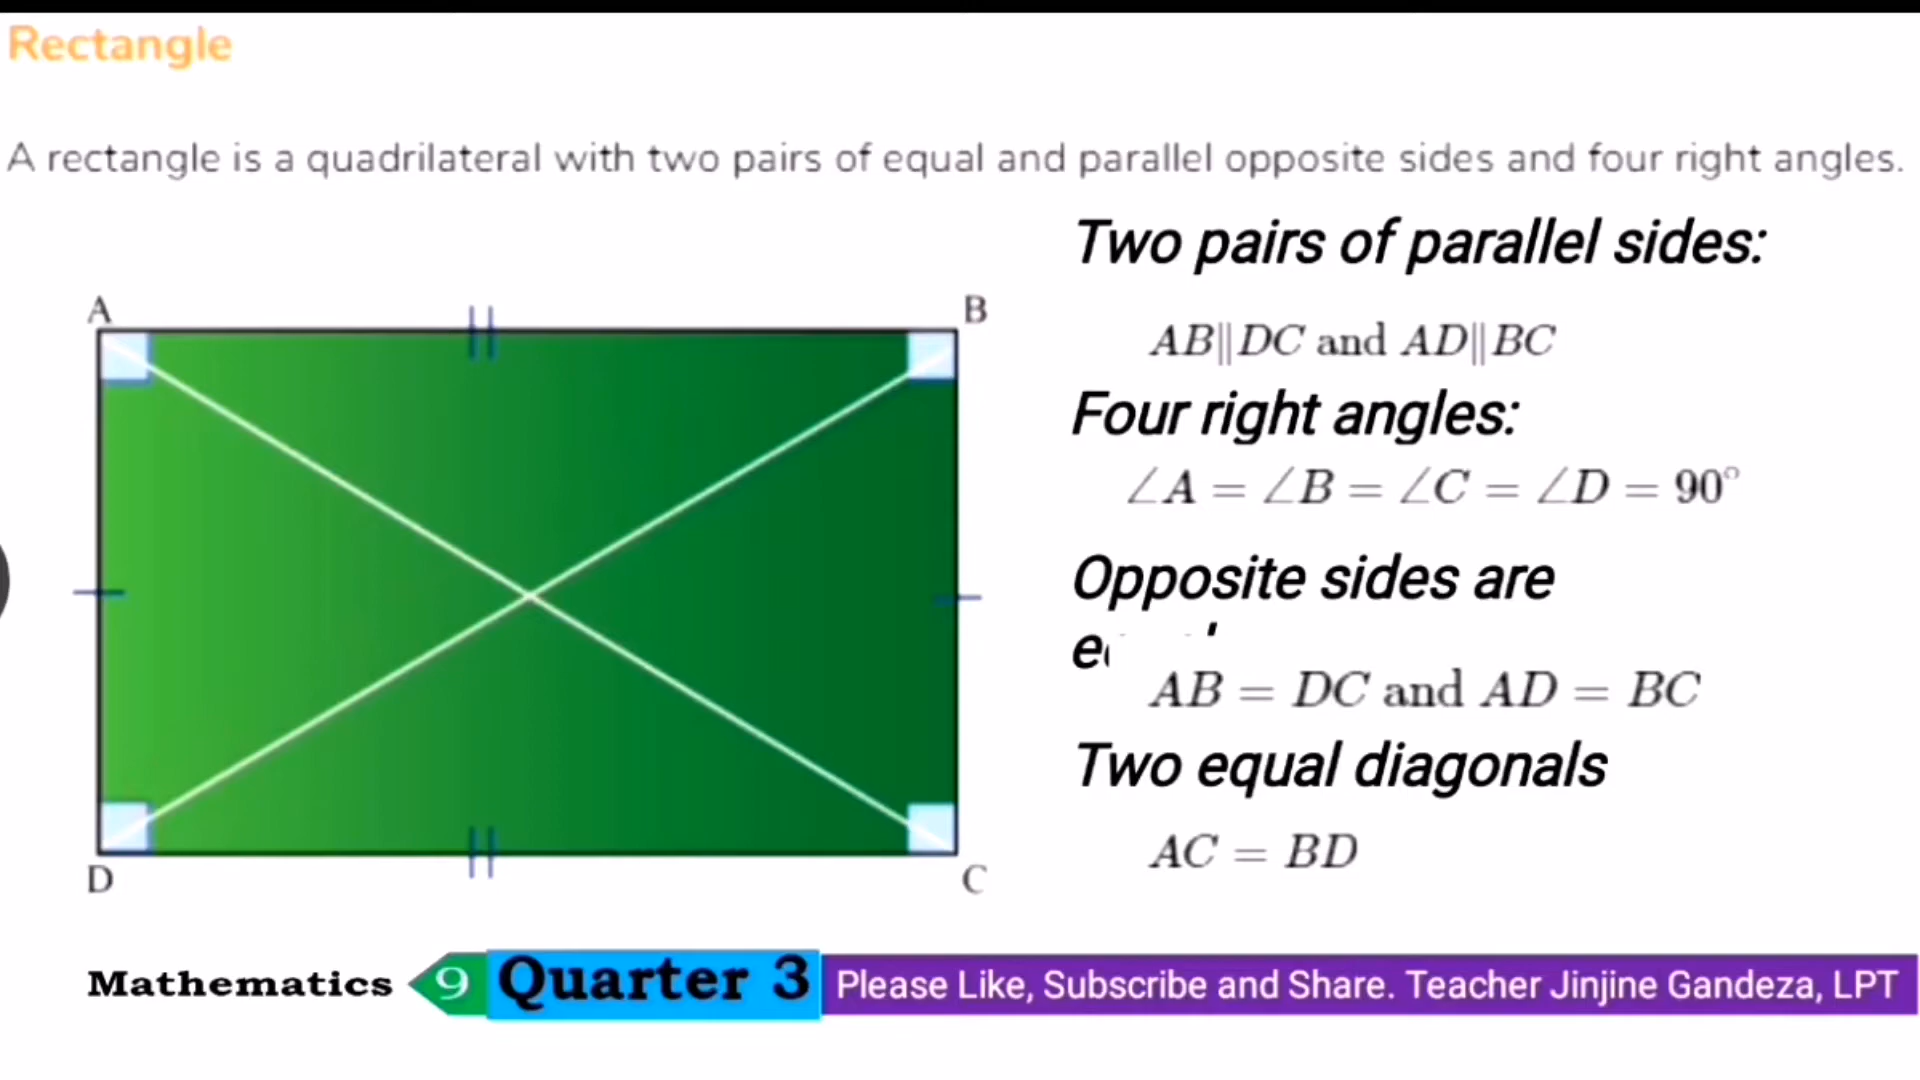 Rectangle
A rectangle is a quadrilateral with two pairs of equal and parallel opposite sides and four right angles.
Two pairs of parallel sides:
AB∥DC and AD∥BC
Four right angles:
∠A = ∠B = ∠C = ∠D = 90°
Opposite sides are
AB = DC and AD = BC
Two equal diagonals
AC = BD
A
B
D
C
Mathematics 9 Quarter 3 Please Like, Subscribe and Share. Teacher Jinjine Gandeza, LPT